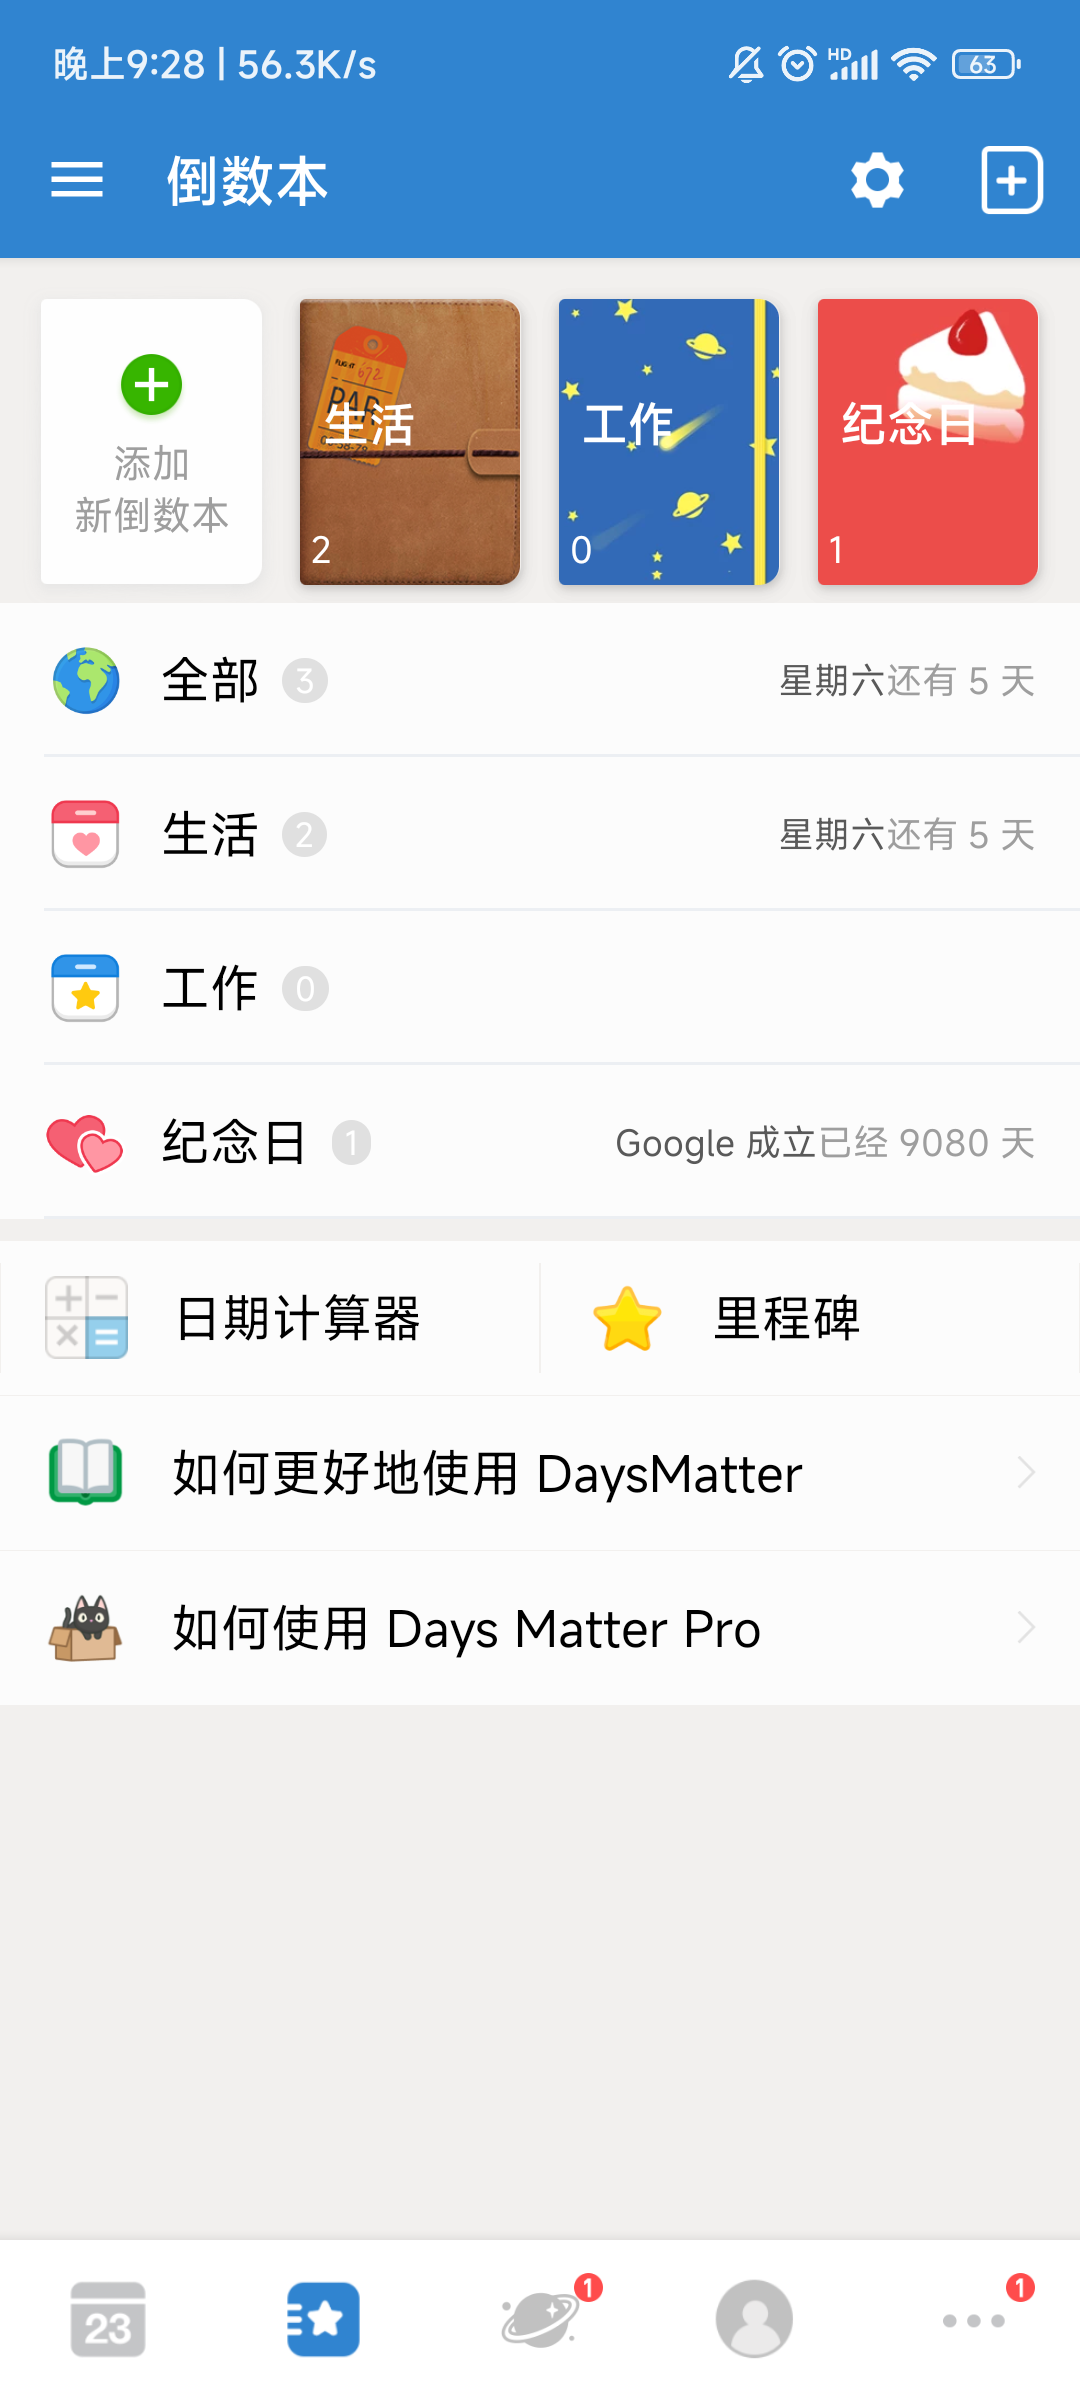 晚上9:28 | 56.3K/s
HD
63
倒数本
添加
新倒数本
FLIGHT 672
PAR
生活
2
工作
0
纪念日
1
全部 3 星期六还有 5 天
生活 2 星期六还有 5 天
工作 0
纪念日 1 Google 成立已经 9080 天
日期计算器 里程碑
如何更好地使用 DaysMatter
如何使用 Days Matter Pro
23
1
1